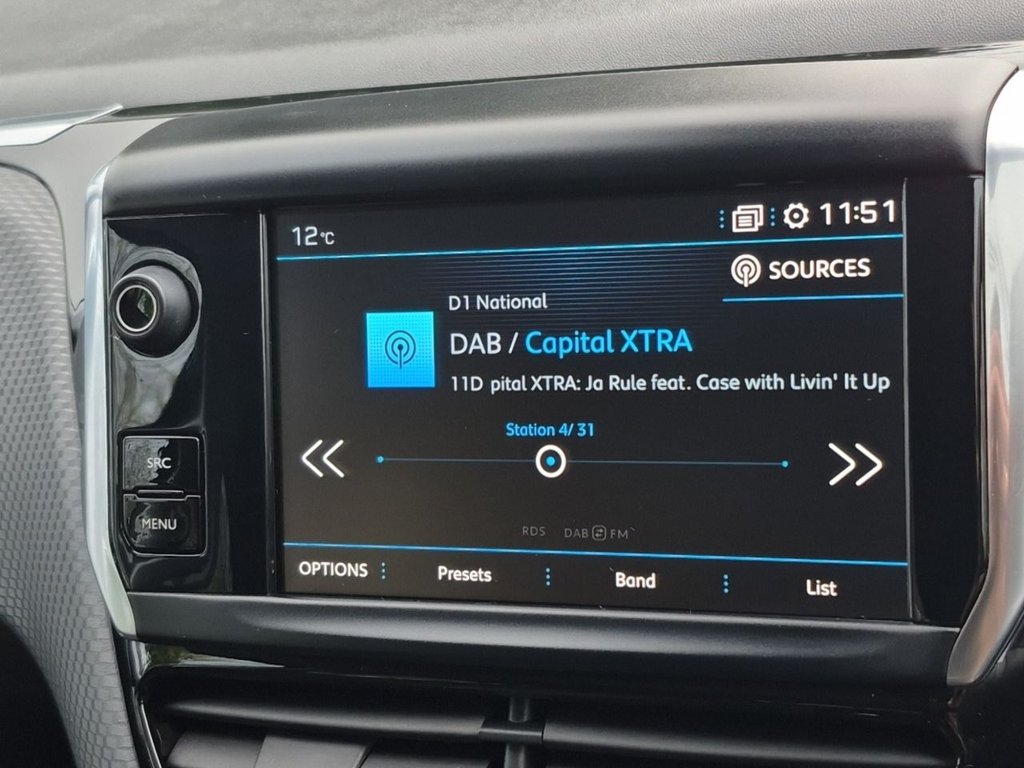 12°C
11:51
SOURCES
D1 National
DAB / Capital XTRA
11D pital XTRA: Ja Rule feat. Case with Livin' It Up
Station 4/ 31
SRC
MENU
RDS DAB FM
OPTIONS Presets Band List